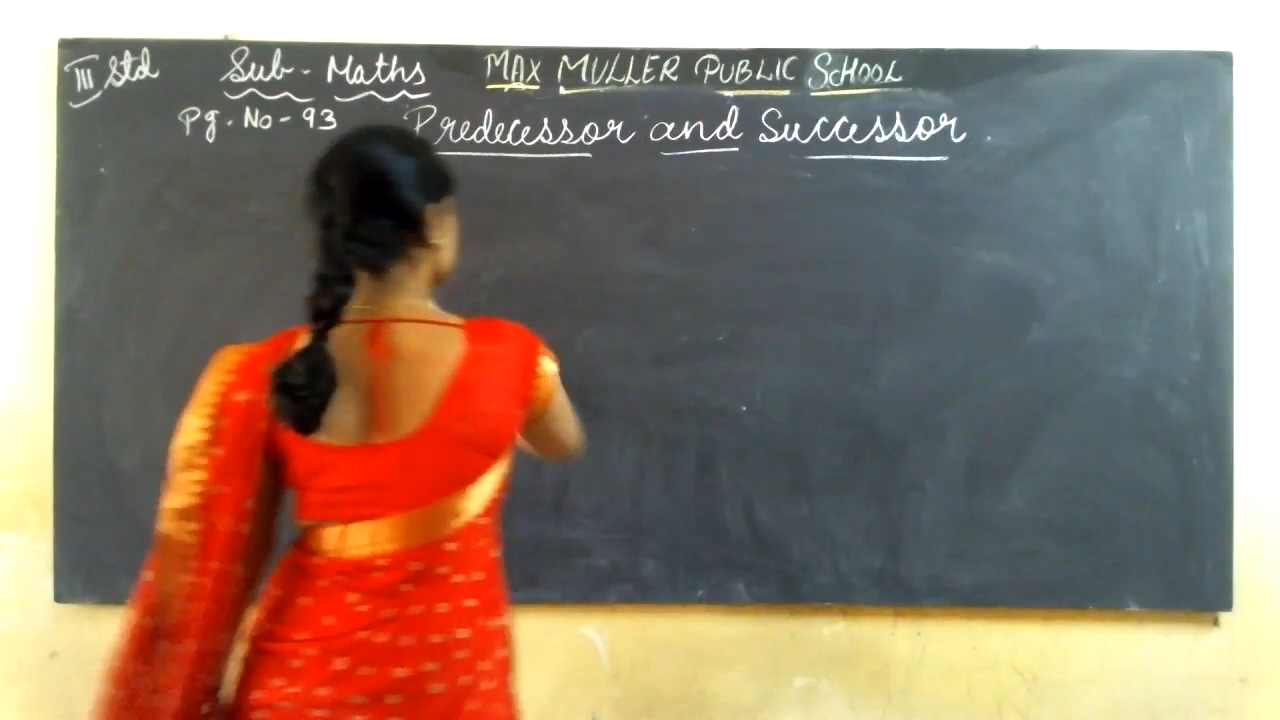 III Std Sub - Maths MAX MULLER PUBLIC SCHOOL
Pg. No - 93 Predecessor and Successor